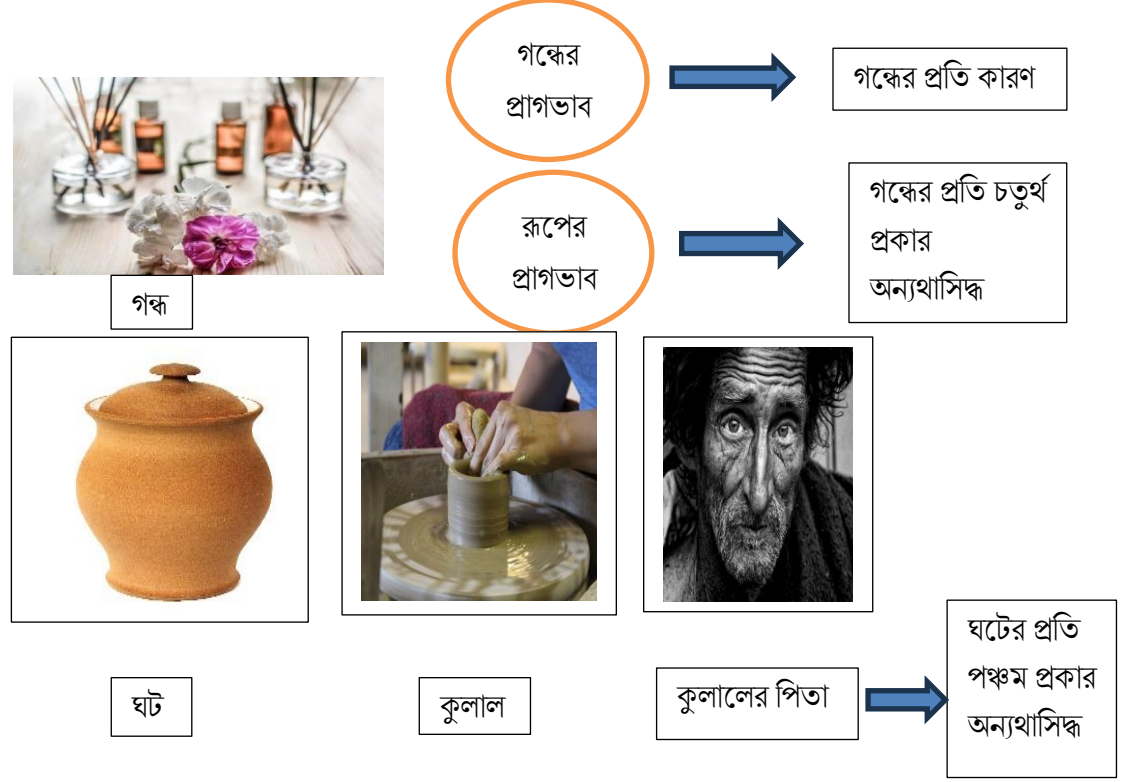 গন্ধের
প্রাগভাব
গন্ধের প্রতি কারণ
রূপের
প্রাগভাব
গন্ধের প্রতি চতুর্থ
প্রকার
অন্যথাসিদ্ধ
গন্ধ
ঘট
কুলাল
কুলালের পিতা
ঘটের প্রতি
পঞ্চম প্রকার
অন্যথাসিদ্ধ